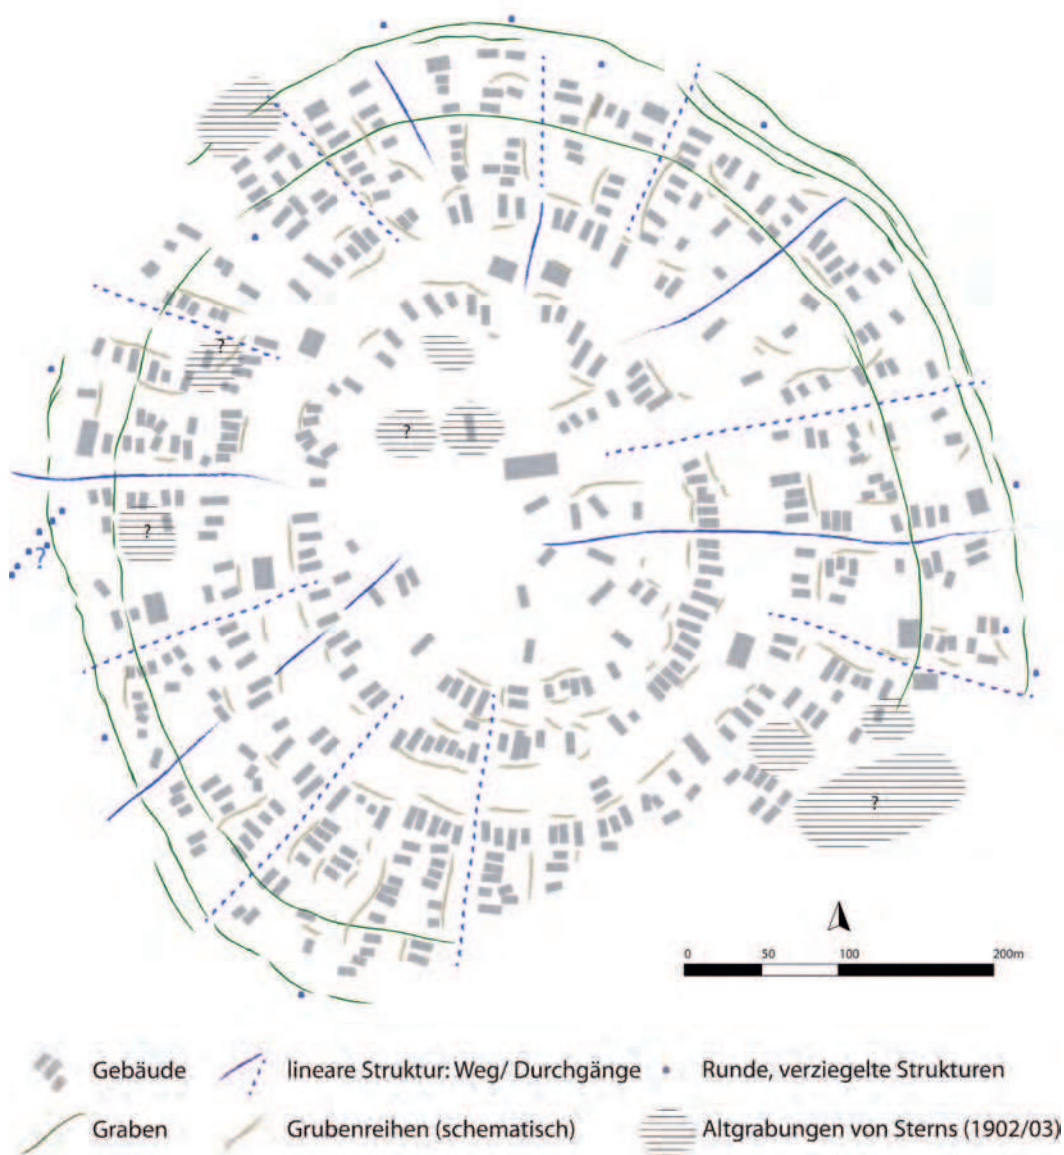 ?
?
?
?
?
?
0 50 100 200m
Gebäude
lineare Struktur: Weg/ Durchgänge
Runde, verziegelte Strukturen
Graben
Grubenreihen (schematisch)
Altgrabungen von Sterns (1902/03)